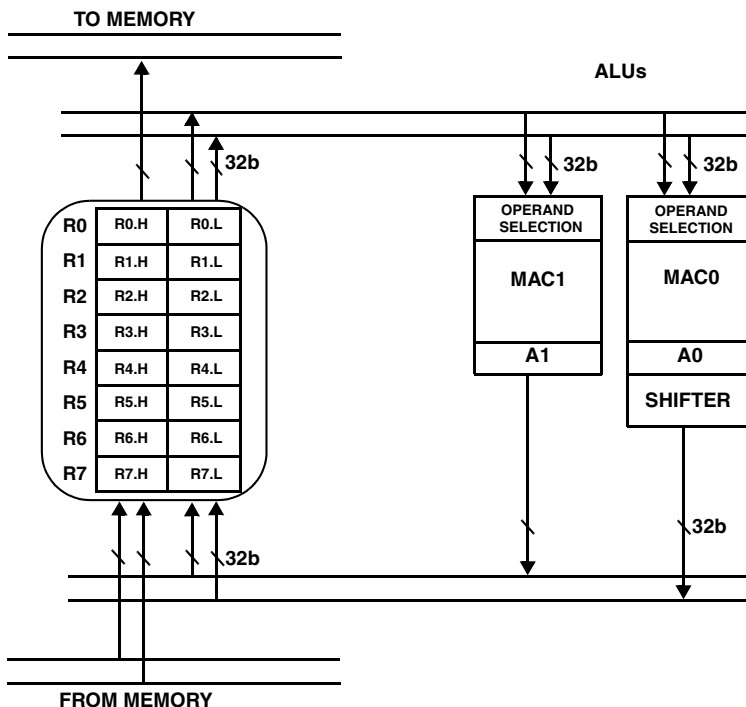 TO MEMORY
ALUs
32b
32b
32b
R0 R0.H R0.L
R1 R1.H R1.L
R2 R2.H R2.L
R3 R3.H R3.L
R4 R4.H R4.L
R5 R5.H R5.L
R6 R6.H R6.L
R7 R7.H R7.L
OPERAND
SELECTION
MAC1
A1
OPERAND
SELECTION
MAC0
A0
SHIFTER
32b
32b
FROM MEMORY